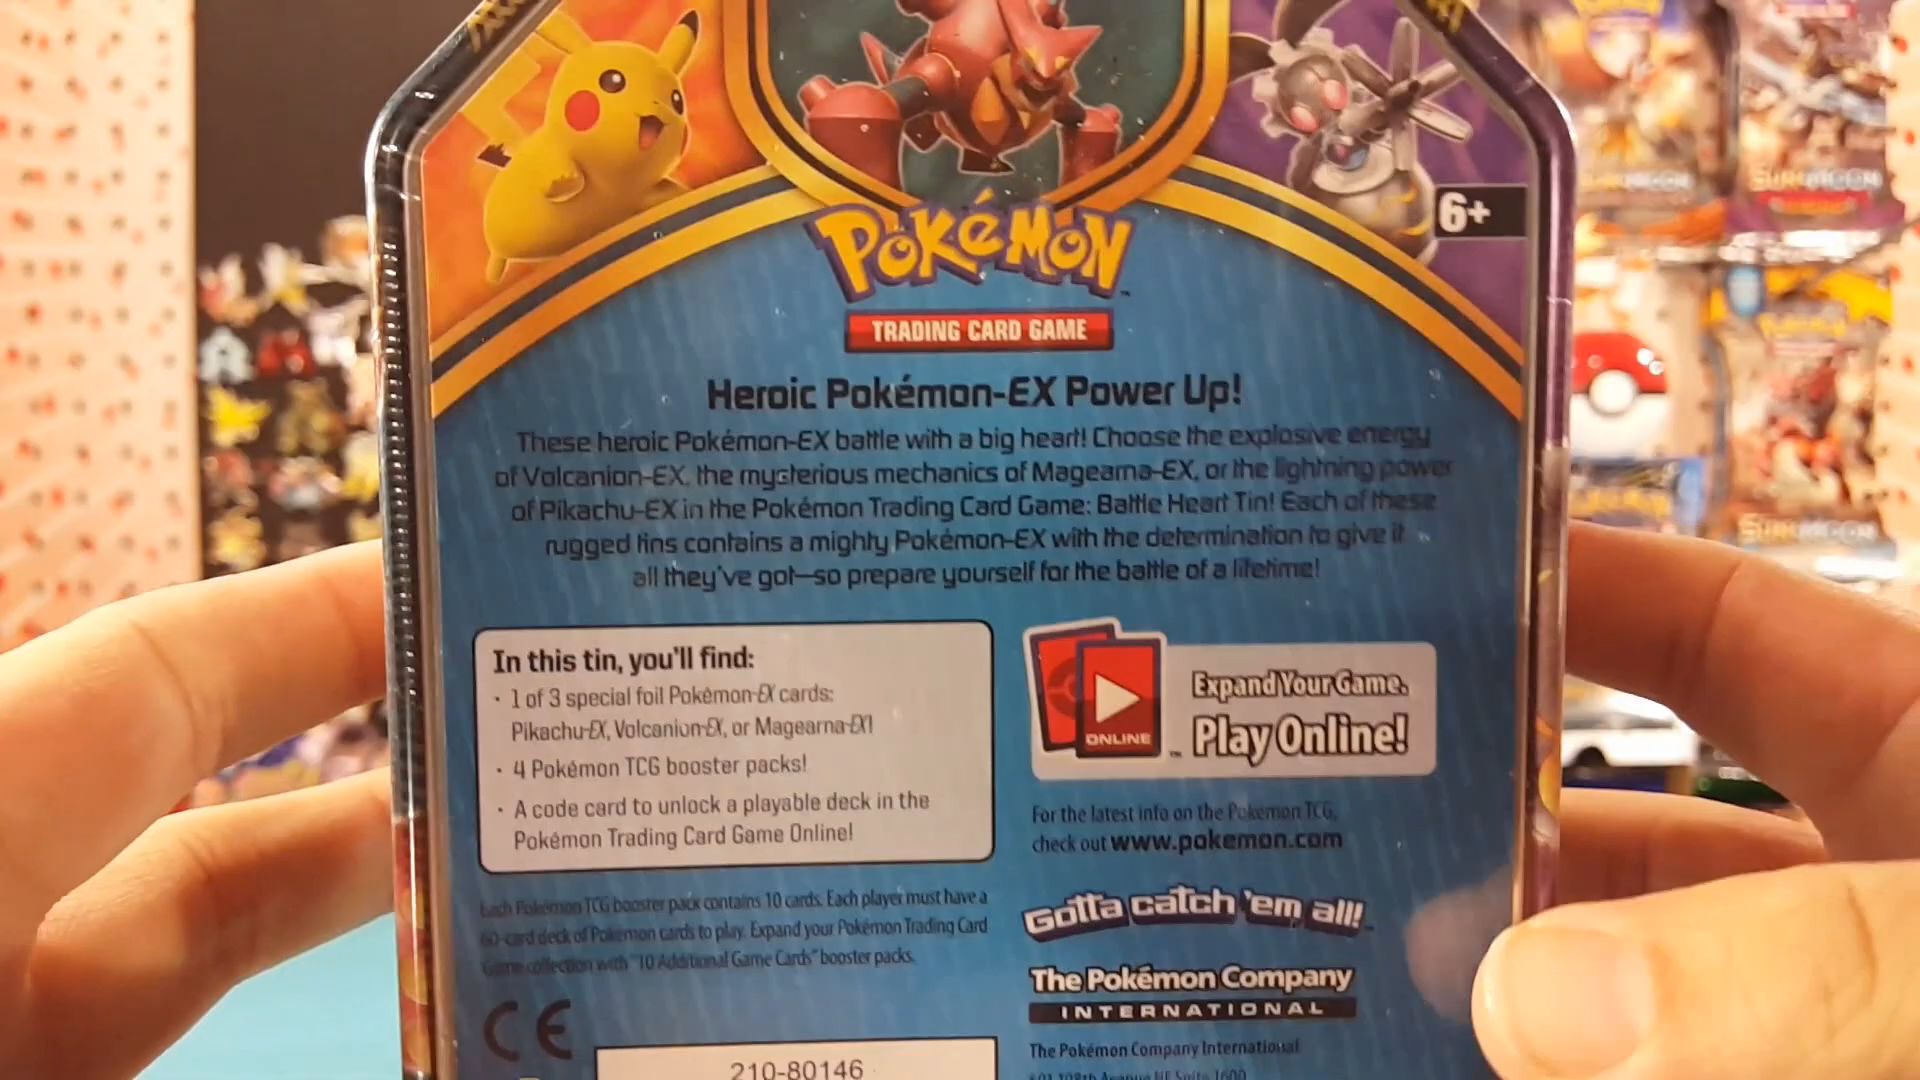 6+
POKéMON
TRADING CARD GAME
Heroic Pokémon-EX Power Up!
These heroic Pokémon-EX battle with a big heart! Choose the explosive energy
of Volcanion-EX, the mysterious mechanics of Magearna-EX, or the lightning power
of Pikachu-EX in the Pokémon Trading Card Game: Battle Heart Tin! Each of these
rugged tins contains a mighty Pokémon-EX with the determination to give it
all they've got—so prepare yourself for the battle of a lifetime!
In this tin, you'll find:
• 1 of 3 special foil Pokémon-EX cards:
Pikachu-EX, Volcanion-EX, or Magearna-EX!
• 4 Pokémon TCG booster packs!
• A code card to unlock a playable deck in the
Pokémon Trading Card Game Online!
Each Pokémon TCG booster pack contains 10 cards. Each player must have a
60-card deck of Pokémon cards to play. Expand your Pokémon Trading Card
Game collection with "10 Additional Game Cards" booster packs.
CE
210-80146
ONLINE
Expand Your Game.
Play Online!
For the latest info on the Pokémon TCG,
check out www.pokemon.com
Gotta catch 'em all!
The Pokémon Company
INTERNATIONAL
The Pokémon Company International
SUN & MOON
SUN & MOON
SUN & MOON